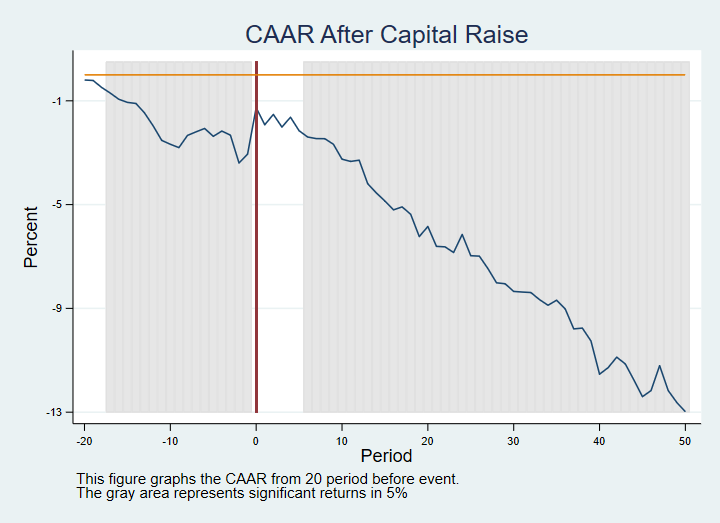 CAAR After Capital Raise
Percent
-1
-5
-9
-13
-20 -10 0 10 20 30 40 50
Period
This figure graphs the CAAR from 20 period before event.
The gray area represents significant returns in 5%